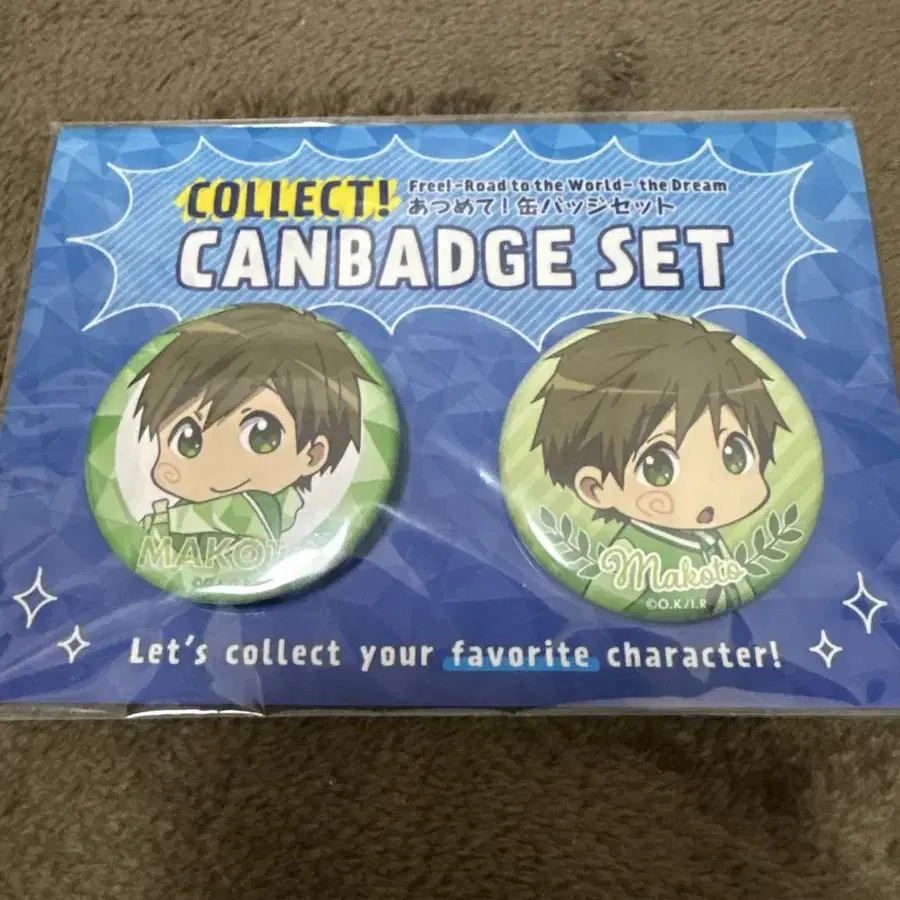 COLLECT!
Free! -Road to the World- the Dream
あつめて！缶バッジセット
CANBADGE SET
MAKOTO
Makoto
©O.K/I.R
Let's collect your favorite character!